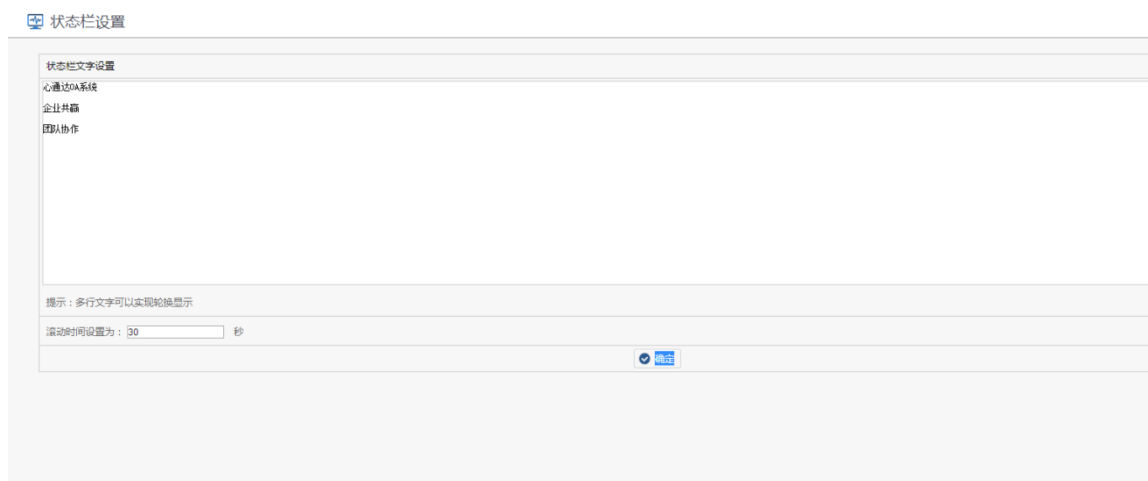 状态栏设置
状态栏文字设置
心通达OA系统
企业共赢
团队协作
提示：多行文字可以实现轮换显示
滚动时间设置为： 30 秒
确定